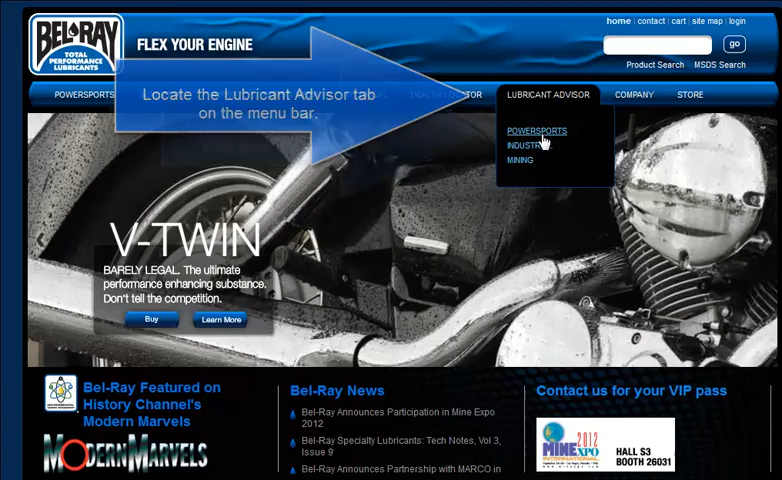 home | contact | cart | site map | login
BEL-RAY
TOTAL
PERFORMANCE
LUBRICANTS
FLEX YOUR ENGINE
go
Product Search MSDS Search
POWERSPORTS
LUBRICANT ADVISOR
COMPANY
STORE
Locate the Lubricant Advisor tab
on the menu bar.
POWERSPORTS
MINING
V-TWIN
BARELY LEGAL. The ultimate
performance enhancing substance.
Don't tell the competition.
Buy
Learn More
Bel-Ray Featured on
History Channel's
Modern Marvels
MODERN MARVELS
Bel-Ray News
Bel-Ray Announces Participation in Mine Expo
2012
Bel-Ray Specialty Lubricants: Tech Notes, Vol 3,
Issue 9
Bel-Ray Announces Partnership with MARCO in
Contact us for your VIP pass
MINExpo
INTERNATIONAL
2012
HALL S3
BOOTH 26031